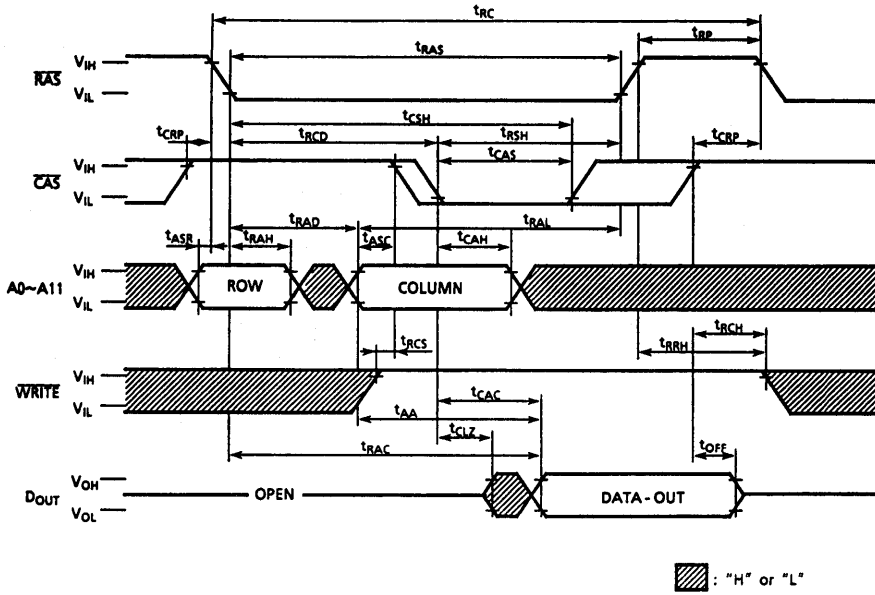 tRC
tRAS
tRP
RAS
VIH
VIL
tCSH
tCRP
tRCD
tRSH
tCRP
tCAS
CAS
VIH
VIL
tRAD
tRAL
tASR
tRAH
tASC
tCAH
A0~A11
VIH
VIL
ROW
COLUMN
tRCS
tRCH
tRRH
WRITE
VIH
VIL
tCAC
tAA
tCLZ
tRAC
tOFF
DOUT
VOH
VOL
OPEN
DATA-OUT
: "H" or "L"